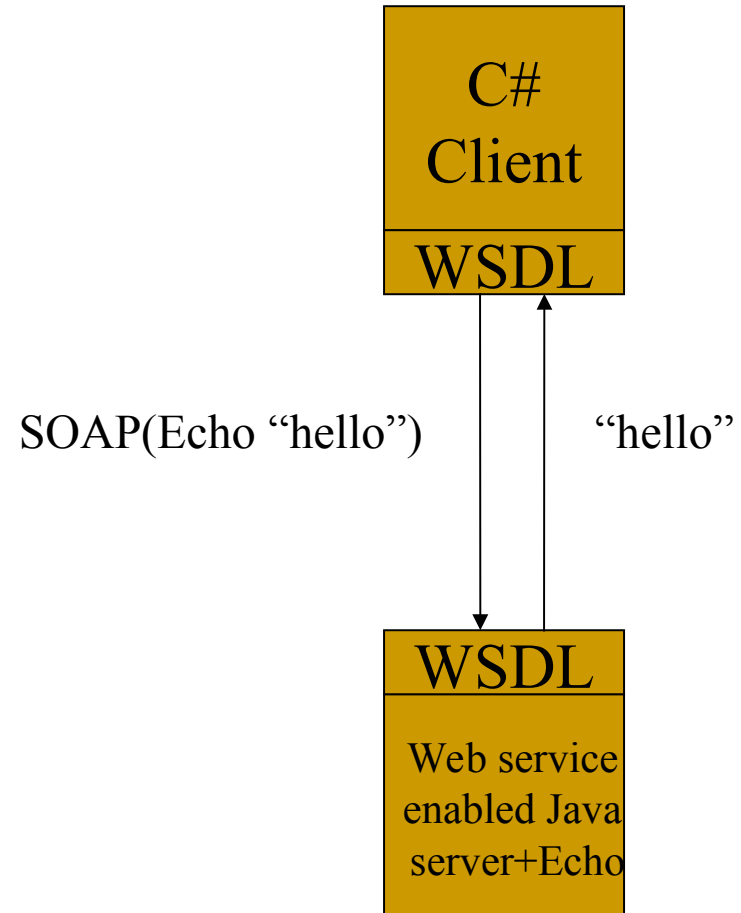 C#
Client
WSDL
SOAP(Echo “hello”)
“hello”
WSDL
Web service
enabled Java
server+Echo